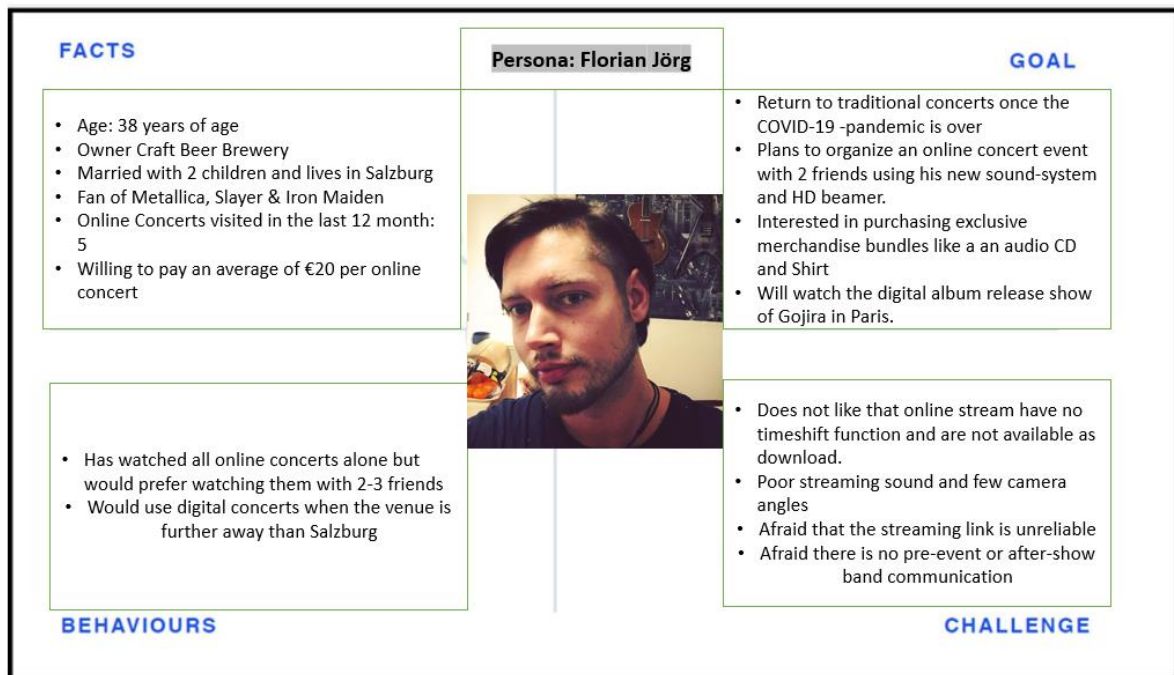 FACTS
Persona: Florian Jörg
GOAL
• Age: 38 years of age
• Owner Craft Beer Brewery
• Married with 2 children and lives in Salzburg
• Fan of Metallica, Slayer & Iron Maiden
• Online Concerts visited in the last 12 month:
5
• Willing to pay an average of €20 per online
concert
• Return to traditional concerts once the
COVID-19 -pandemic is over
• Plans to organize an online concert event
with 2 friends using his new sound-system
and HD beamer.
• Interested in purchasing exclusive
merchandise bundles like a an audio CD
and Shirt
• Will watch the digital album release show
of Gojira in Paris.
• Has watched all online concerts alone but
would prefer watching them with 2-3 friends
• Would use digital concerts when the venue is
further away than Salzburg
• Does not like that online stream have no
timeshift function and are not available as
download.
• Poor streaming sound and few camera
angles
• Afraid that the streaming link is unreliable
• Afraid there is no pre-event or after-show
band communication
BEHAVIOURS
CHALLENGE